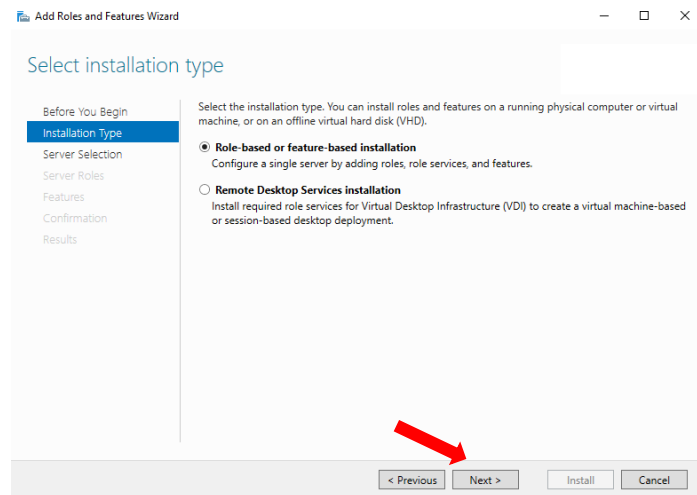 Add Roles and Features Wizard
Select installation type
Before You Begin
Installation Type
Server Selection
Server Roles
Features
Confirmation
Results
Select the installation type. You can install roles and features on a running physical computer or virtual
machine, or on an offline virtual hard disk (VHD).
Role-based or feature-based installation
Configure a single server by adding roles, role services, and features.
Remote Desktop Services installation
Install required role services for Virtual Desktop Infrastructure (VDI) to create a virtual machine-based
or session-based desktop deployment.
< Previous Next > Install Cancel